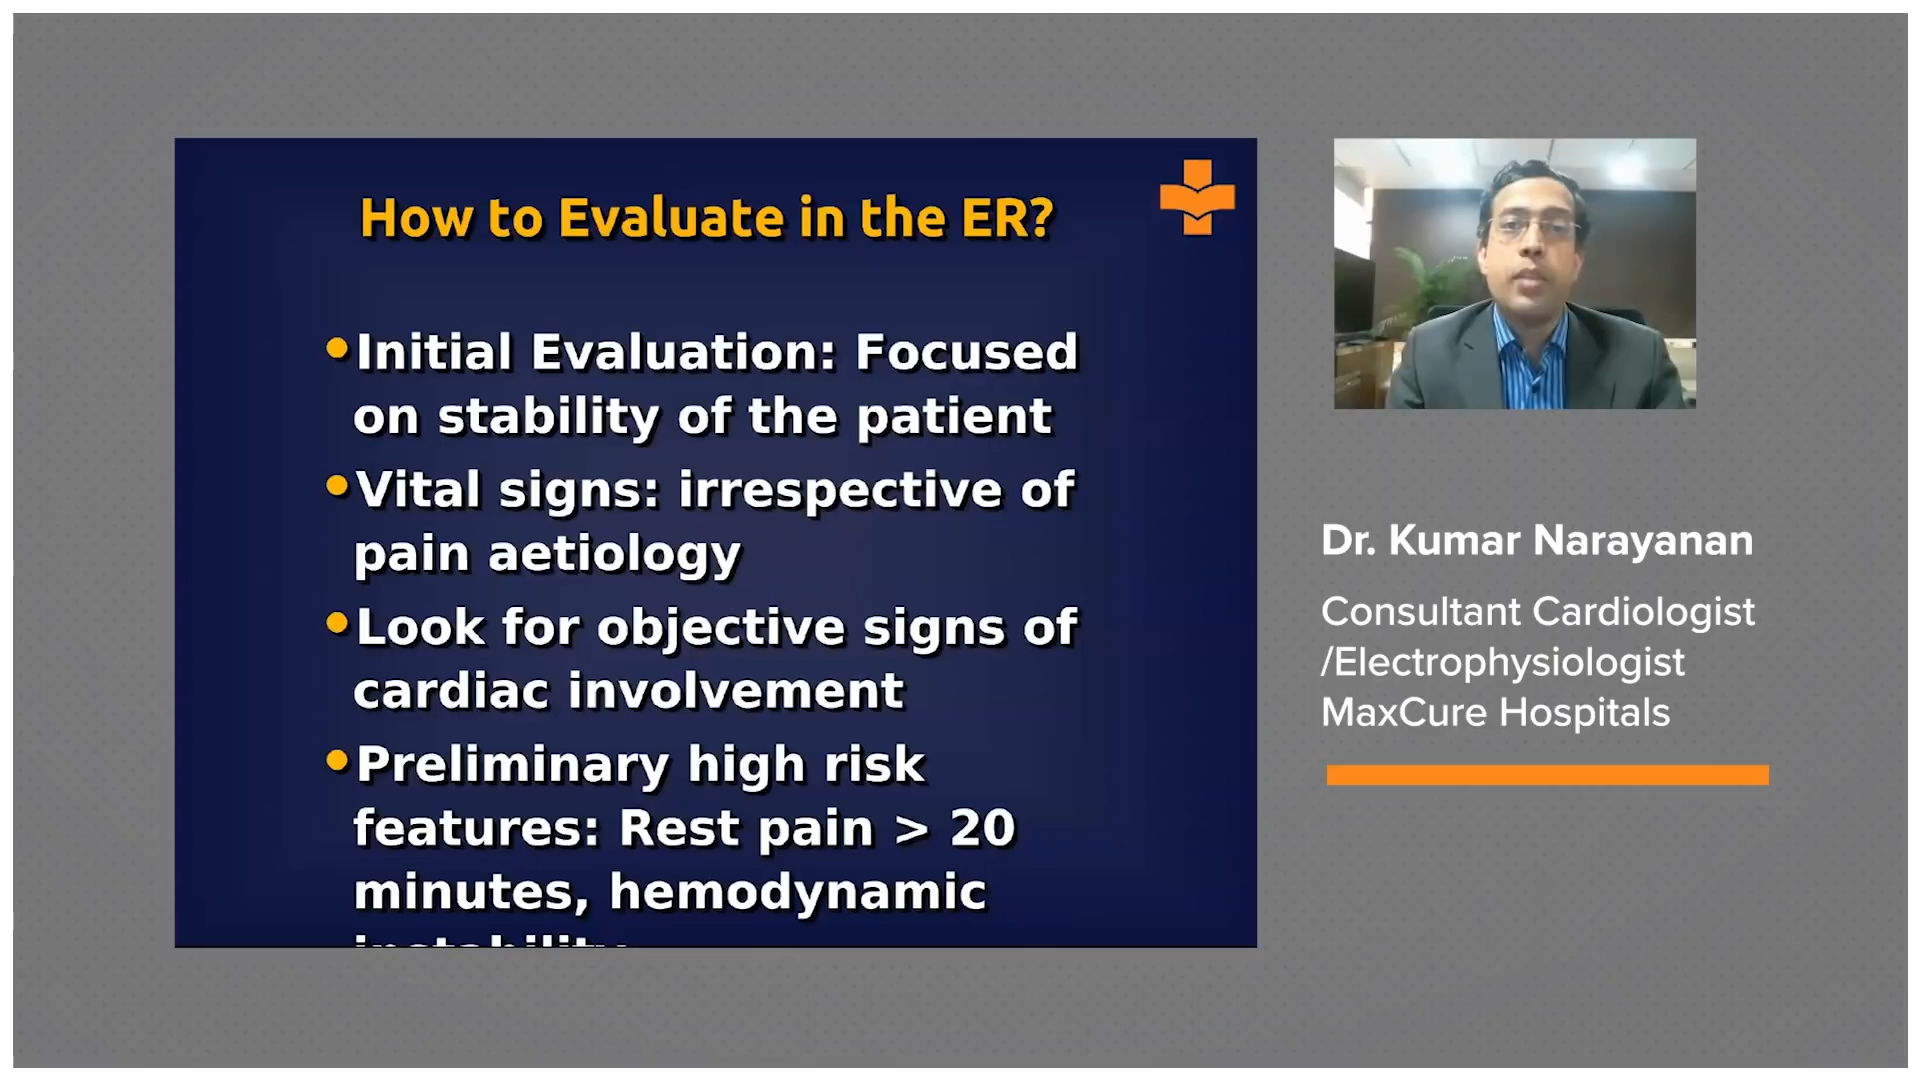 How to Evaluate in the ER?
•Initial Evaluation: Focused
on stability of the patient
•Vital signs: irrespective of
pain aetiology
•Look for objective signs of
cardiac involvement
•Preliminary high risk
features: Rest pain > 20
minutes, hemodynamic
instability
Dr. Kumar Narayanan
Consultant Cardiologist
/Electrophysiologist
MaxCure Hospitals